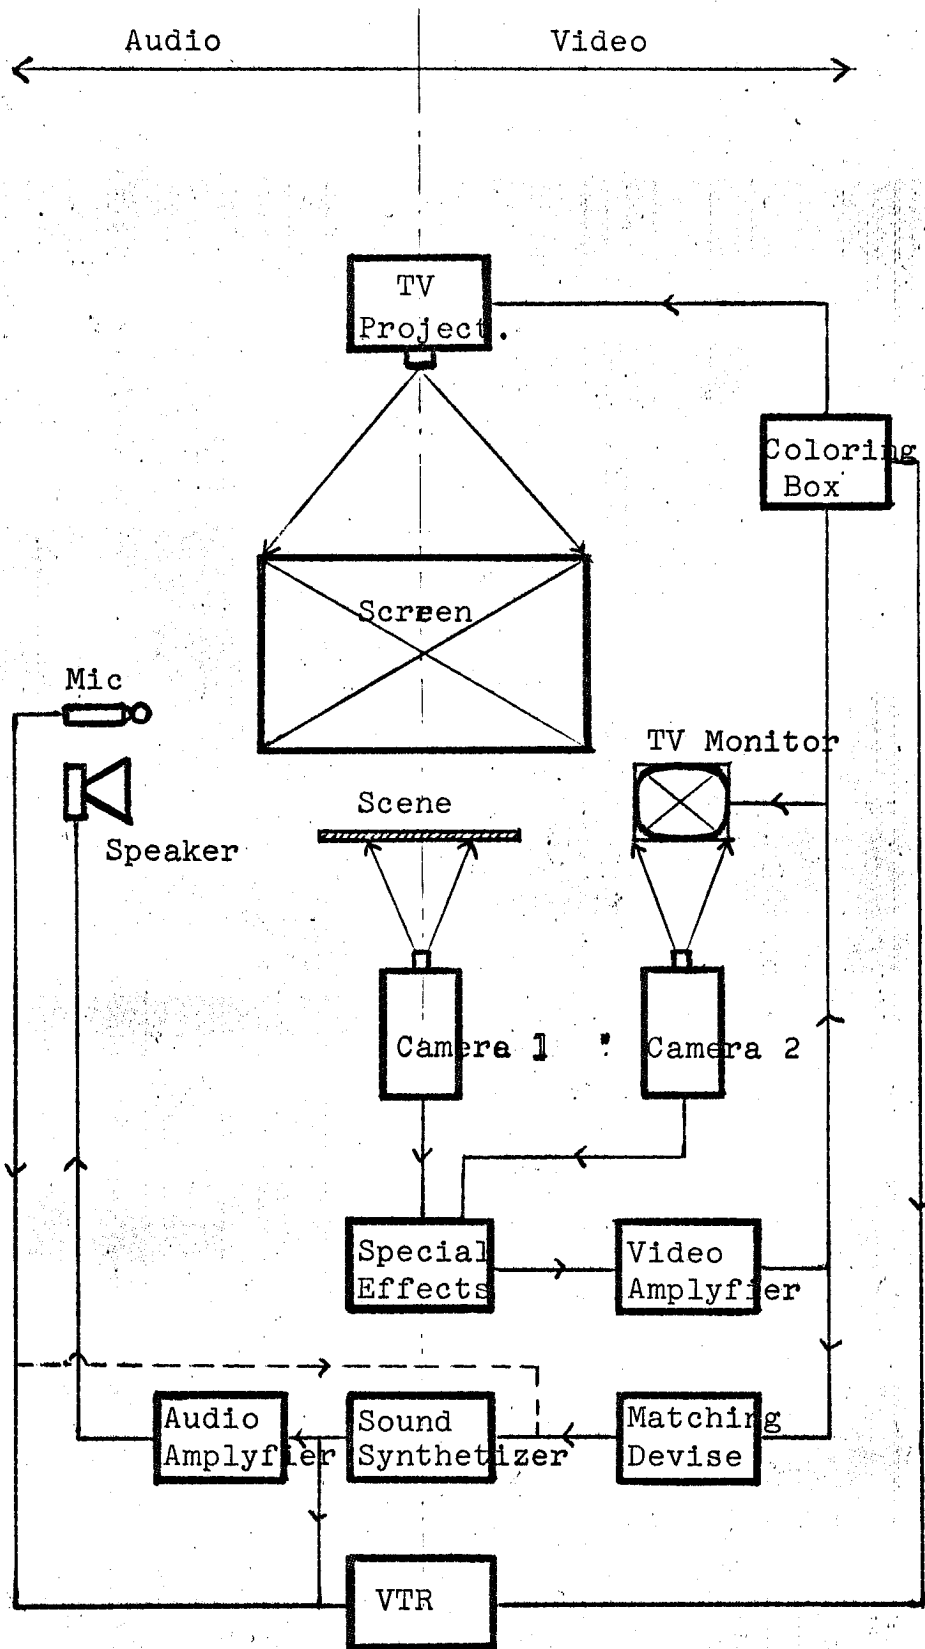 Audio
Video
TV
Project.
Coloring
Box
Screen
Mic
TV Monitor
Scene
Speaker
Camera 1
Camera 2
Special
Effects
Video
Amplyfier
Audio
Amplyfier
Sound
Synthetizer
Matching
Devise
VTR